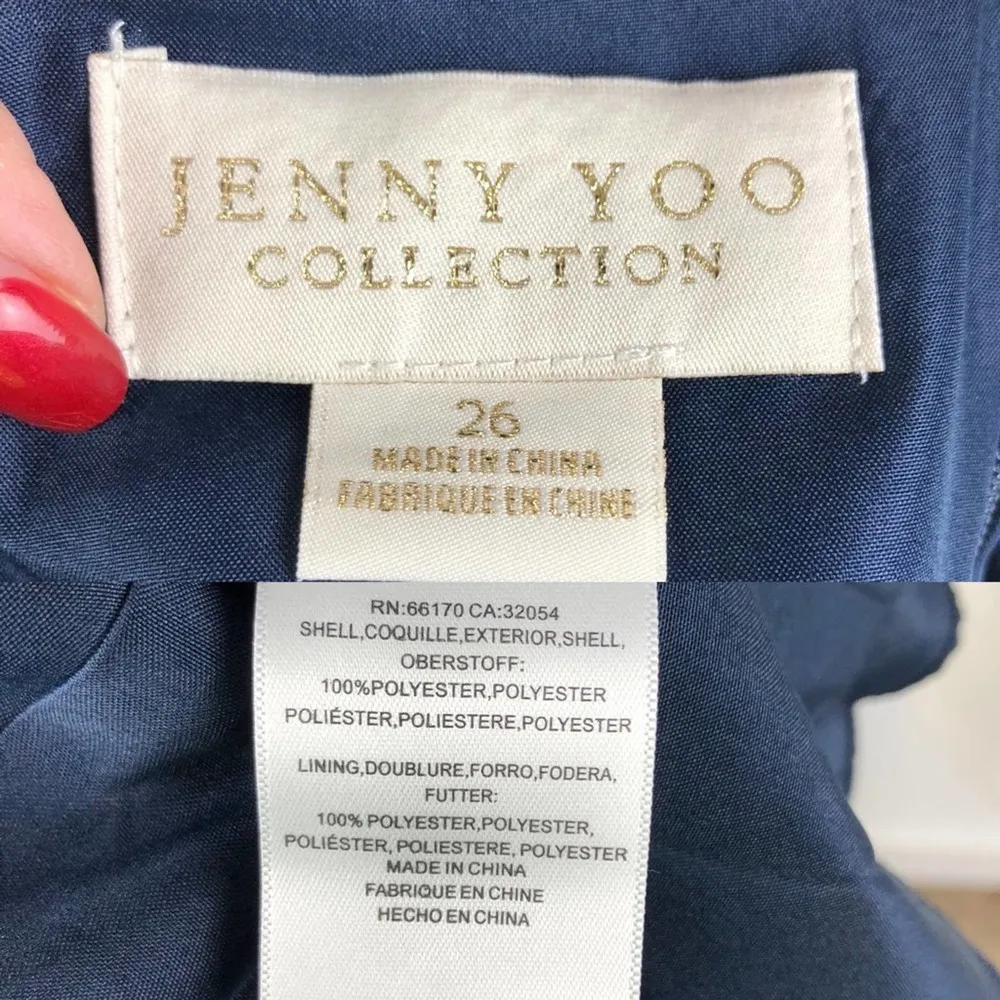 JENNY YOO
COLLECTION
26
MADE IN CHINA
FABRIQUE EN CHINE
RN:66170 CA:32054
SHELL,COQUILLE,EXTERIOR,SHELL,
OBERSTOFF:
100%POLYESTER,POLYESTER
POLIÉSTER,POLIESTERE,POLYESTER
LINING,DOUBLURE,FORRO,FODERA,
FUTTER:
100% POLYESTER,POLYESTER,
POLIÉSTER, POLIESTERE, POLYESTER
MADE IN CHINA
FABRIQUE EN CHINE
HECHO EN CHINA